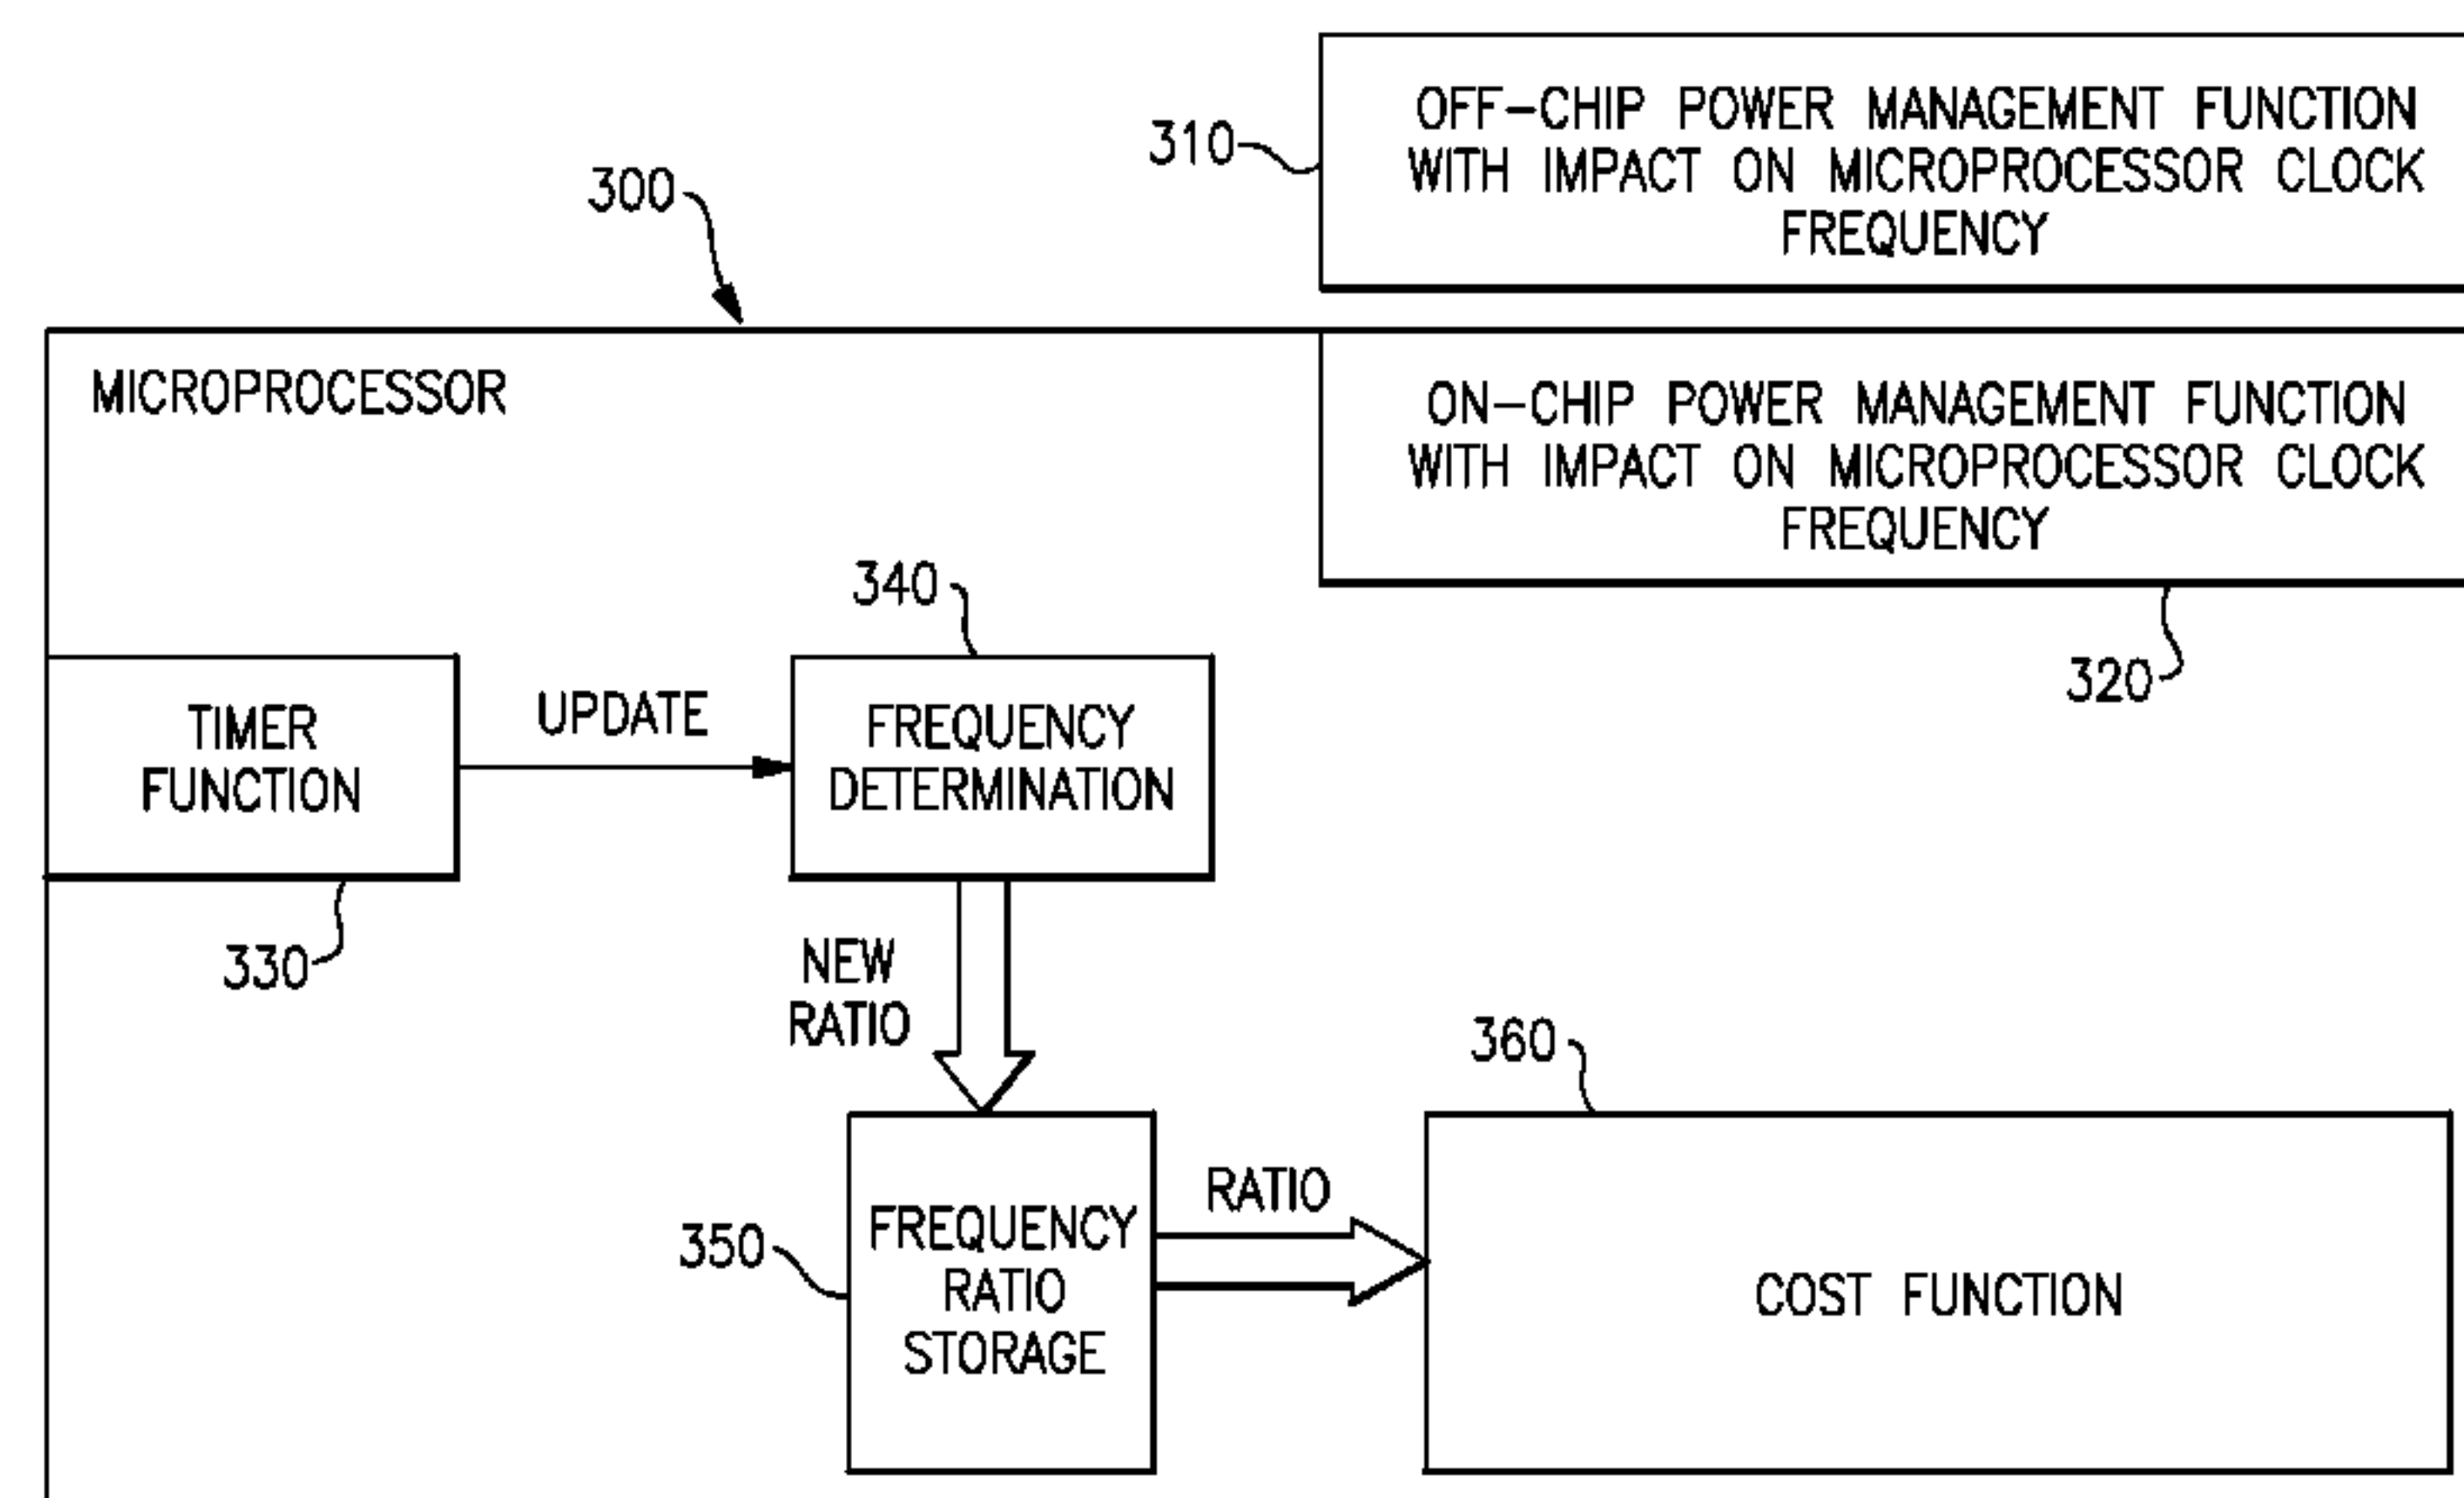 OFF-CHIP POWER MANAGEMENT FUNCTION
WITH IMPACT ON MICROPROCESSOR CLOCK
FREQUENCY
310
300
MICROPROCESSOR
ON-CHIP POWER MANAGEMENT FUNCTION
WITH IMPACT ON MICROPROCESSOR CLOCK
FREQUENCY
320
340
TIMER
FUNCTION
330
UPDATE
FREQUENCY
DETERMINATION
NEW
RATIO
360
350
FREQUENCY
RATIO
STORAGE
RATIO
COST FUNCTION